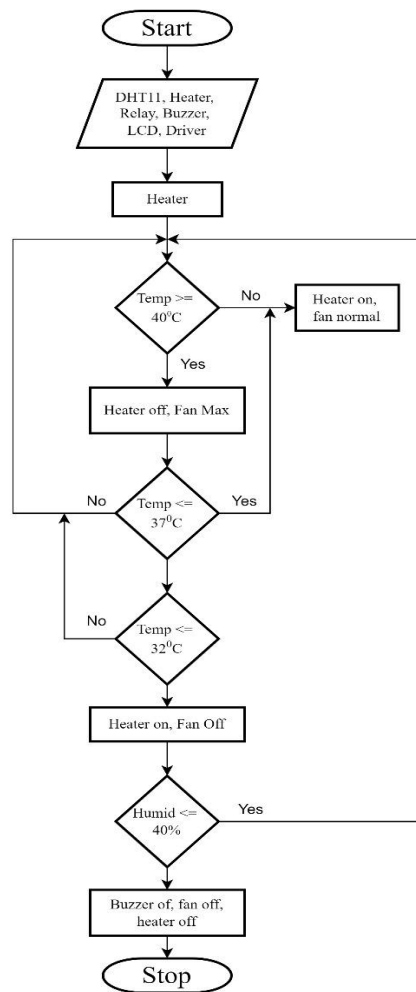 Start
DHT11, Heater,
Relay, Buzzer,
LCD, Driver
Heater
Temp >=
40⁰C
No
Heater on,
fan normal
Yes
Heater off, Fan Max
No
Temp <=
37⁰C
Yes
No
Temp <=
32⁰C
Heater on, Fan Off
Humid <=
40%
Yes
Buzzer of, fan off,
heater off
Stop